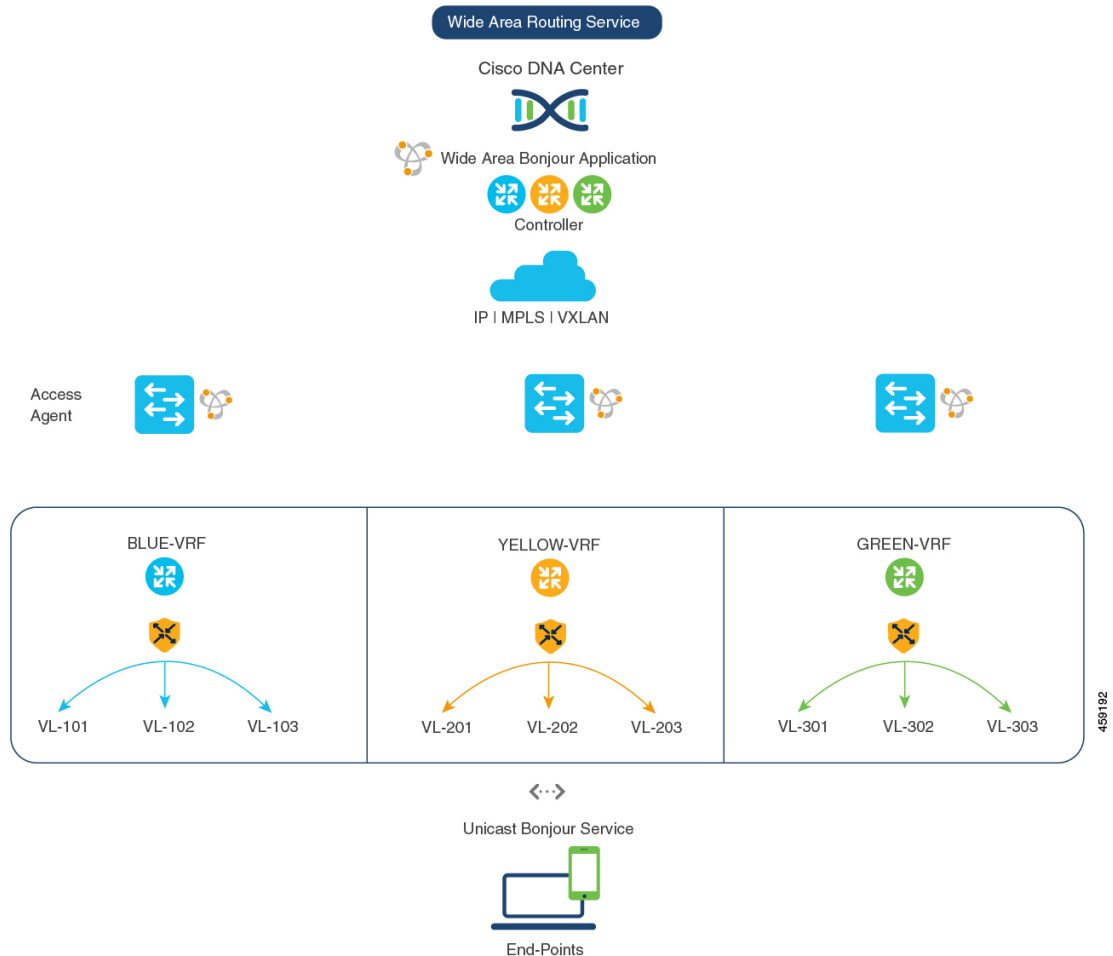 Wide Area Routing Service
Cisco DNA Center
Wide Area Bonjour Application
Controller
IP | MPLS | VXLAN
Access
Agent
BLUE-VRF
YELLOW-VRF
GREEN-VRF
VL-101
VL-102
VL-103
VL-201
VL-202
VL-203
VL-301
VL-302
VL-303
459192
Unicast Bonjour Service
End-Points